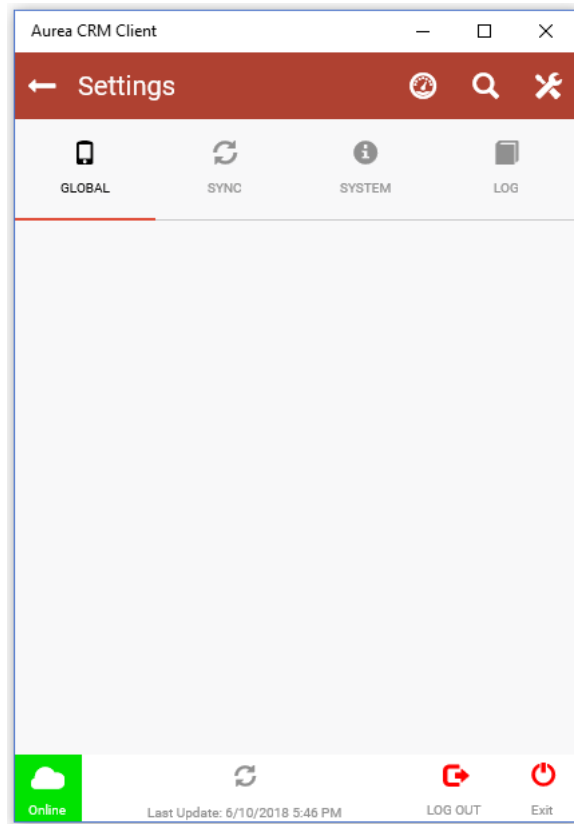 Aurea CRM Client
Settings
GLOBAL SYNC SYSTEM LOG
Online Last Update: 6/10/2018 5:46 PM LOG OUT Exit